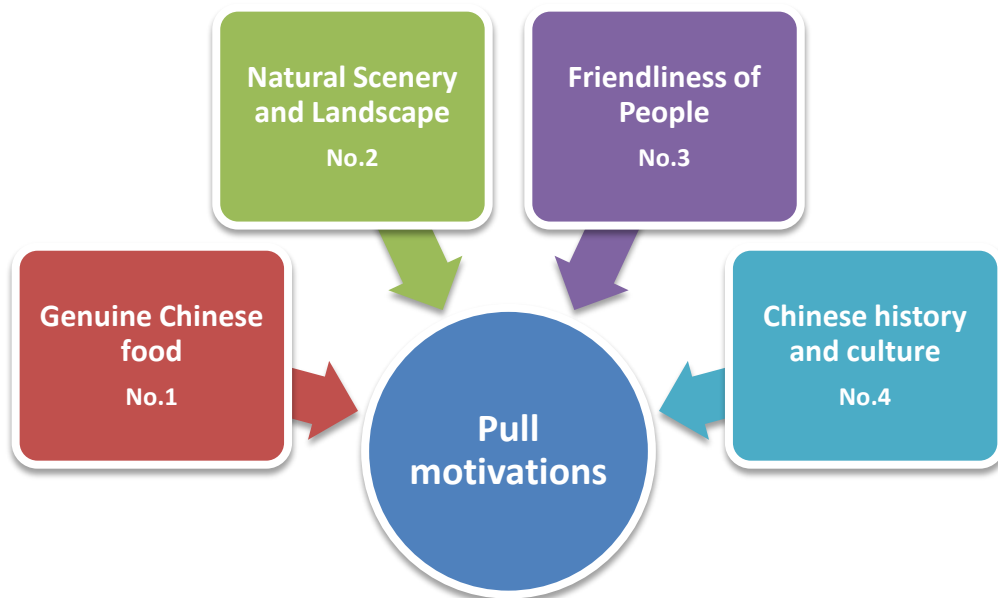 Genuine Chinese
food
No.1
Natural Scenery
and Landscape
No.2
Friendliness of
People
No.3
Chinese history
and culture
No.4
Pull
motivations